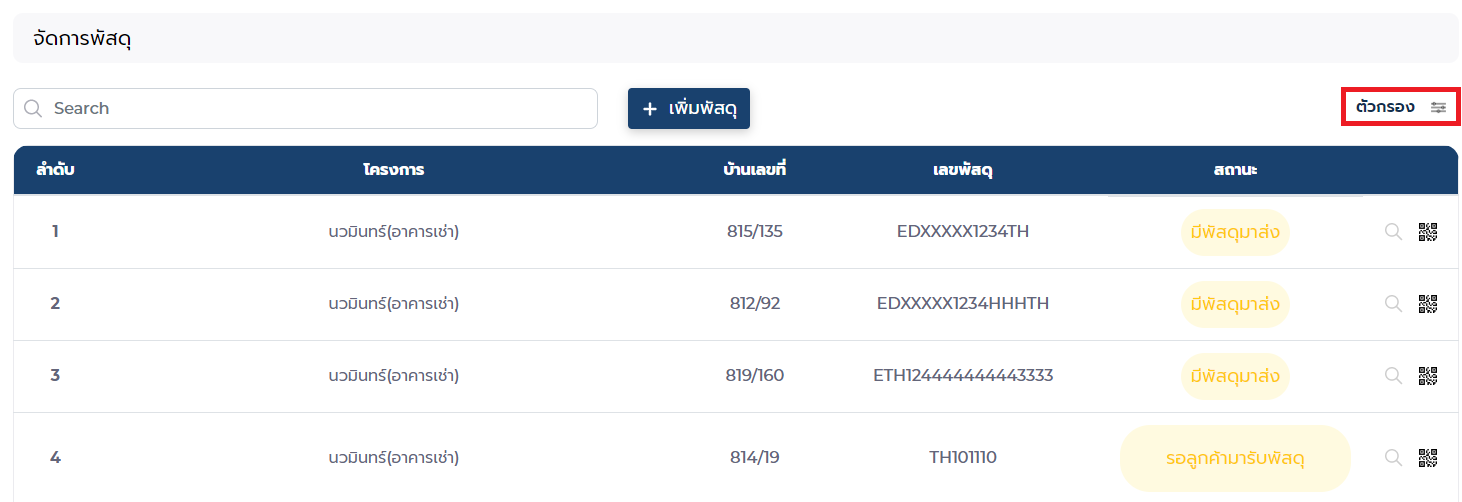 จัดการพัสดุ
Search + เพิ่มพัสดุ ตัวกรอง
ลำดับ โครงการ บ้านเลขที่ เลขพัสดุ สถานะ
1 นวมินทร์(อาคารเช่า) 815/135 EDXXXXX1234TH มีพัสดุมาส่ง
2 นวมินทร์(อาคารเช่า) 812/92 EDXXXXX1234HHHTH มีพัสดุมาส่ง
3 นวมินทร์(อาคารเช่า) 819/160 ETH124444444443333 มีพัสดุมาส่ง
4 นวมินทร์(อาคารเช่า) 814/19 TH101110 รอลูกค้ามารับพัสดุ